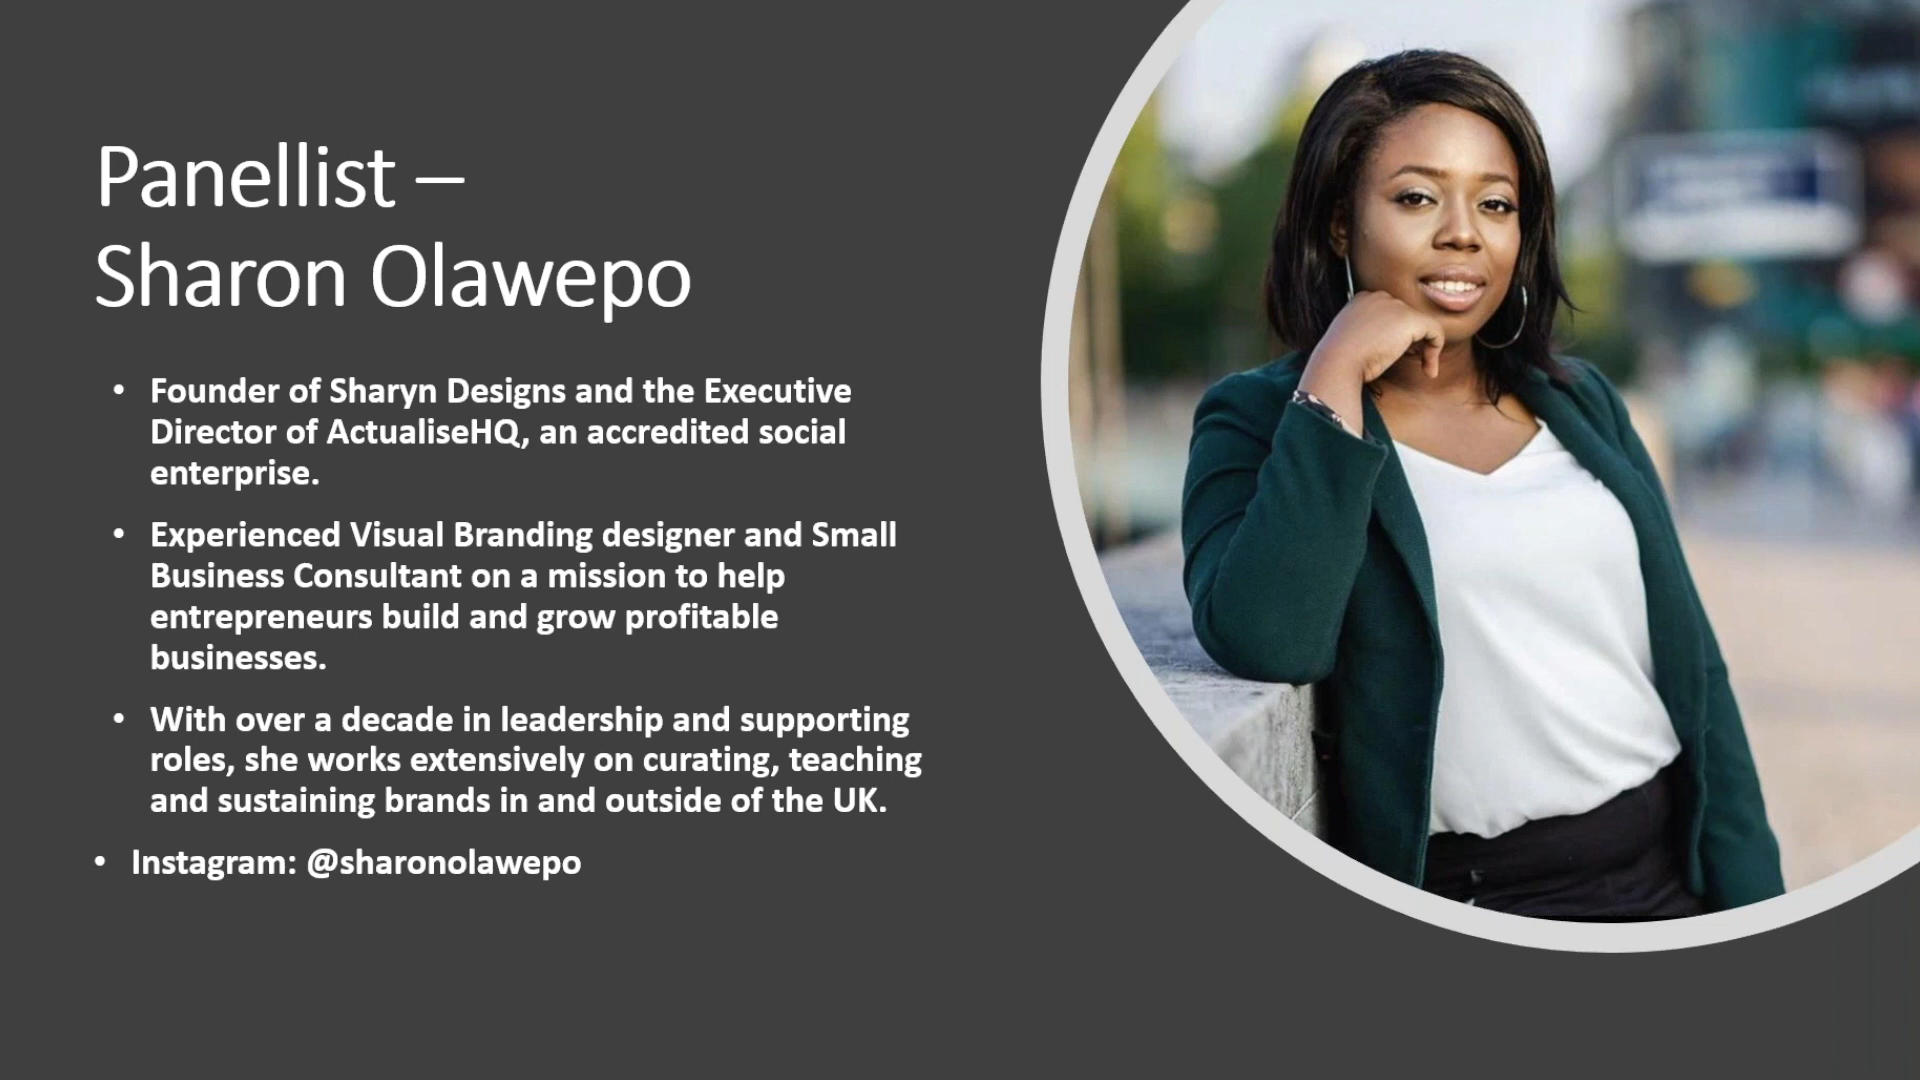 Panellist –
Sharon Olawepo
• Founder of Sharyn Designs and the Executive
Director of ActualiseHQ, an accredited social
enterprise.
• Experienced Visual Branding designer and Small
Business Consultant on a mission to help
entrepreneurs build and grow profitable
businesses.
• With over a decade in leadership and supporting
roles, she works extensively on curating, teaching
and sustaining brands in and outside of the UK.
• Instagram: @sharonolawepo